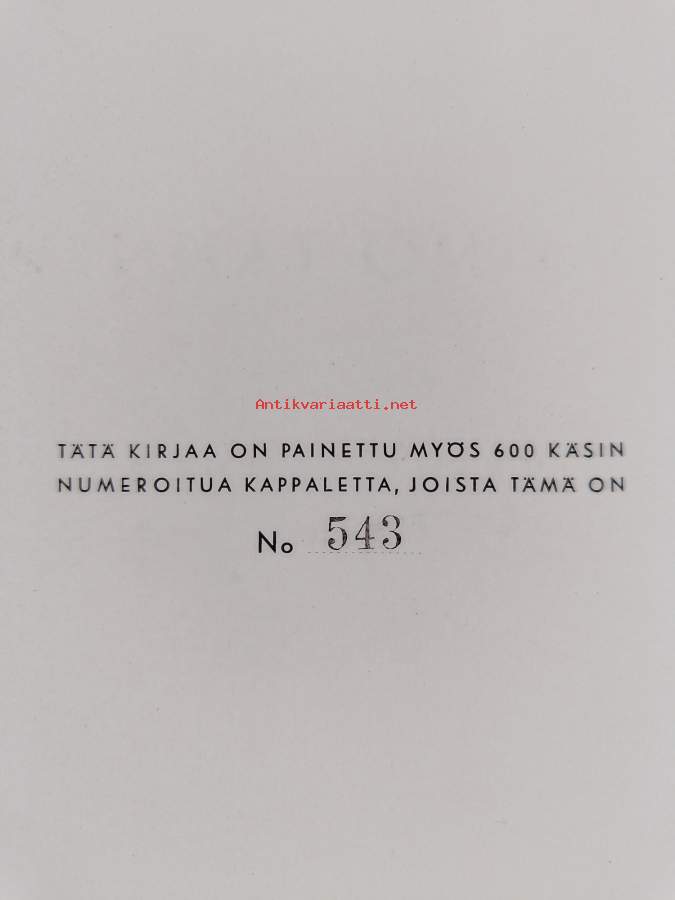 Antikvariaatti.net
TÄTÄ KIRJAA ON PAINETTU MYÖS 600 KÄSIN
NUMEROITUA KAPPALETTA, JOISTA TÄMÄ ON
No 543